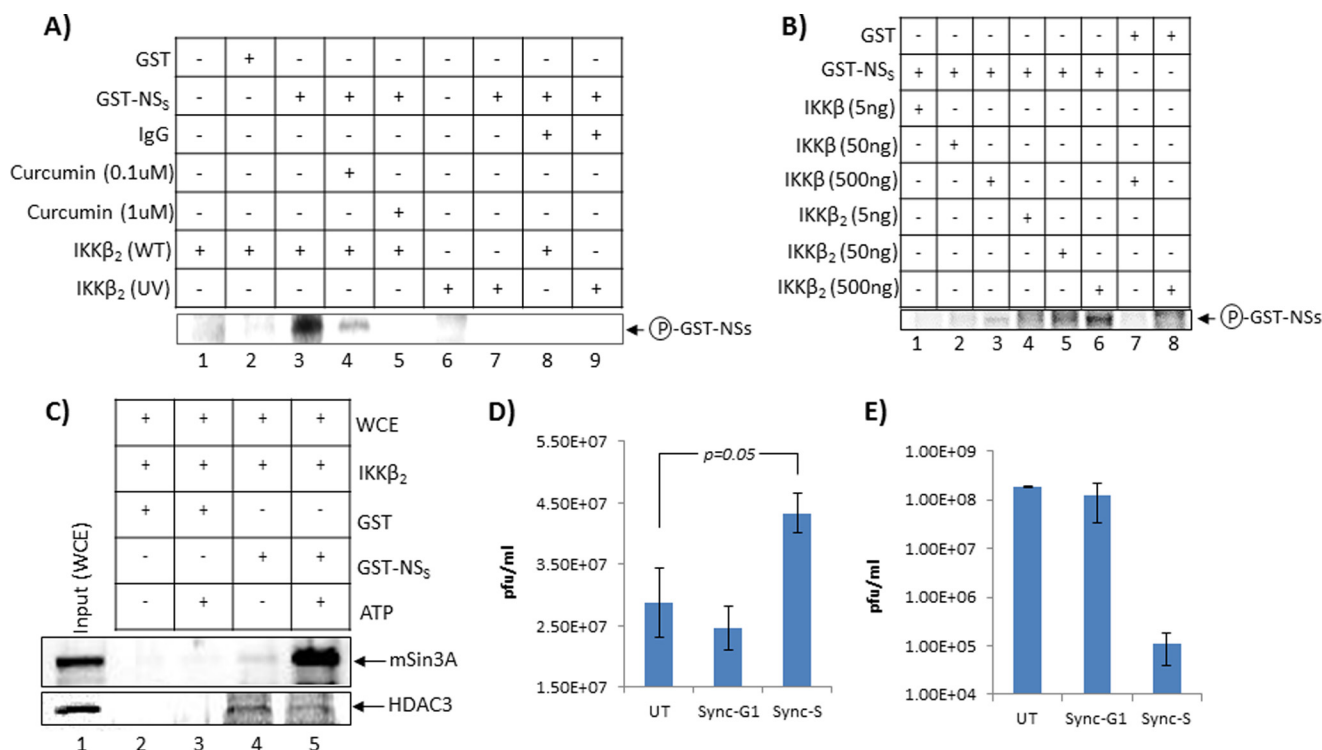 A)
GST - + - - - - - - -
GST-NSS - - + + + - + + +
IgG - - - - - - - + +
Curcumin (0.1uM) - - - + - - - - -
Curcumin (1uM) - - - - + - - - -
IKKβ2 (WT) + + + + + - - + -
IKKβ2 (UV) - - - - - + + - +
P-GST-NSs
1 2 3 4 5 6 7 8 9
B)
GST - - - - - - + +
GST-NSS + + + + + + - -
IKKβ (5ng) + - - - - - - -
IKKβ (50ng) - + - - - - - -
IKKβ (500ng) - - + - - - + -
IKKβ2 (5ng) - - - + - - - -
IKKβ2 (50ng) - - - - + - - -
IKKβ2 (500ng) - - - - - + - +
P-GST-NSs
1 2 3 4 5 6 7 8
C)
+ + + + WCE
+ + + + IKKβ2
+ + - - GST
- - + + GST-NSS
- + - + ATP
Input (WCE)
mSin3A
HDAC3
1 2 3 4 5
D)
5.50E+07
4.50E+07
3.50E+07
2.50E+07
1.50E+07
pfu/ml
p=0.05
UT Sync-G1 Sync-S
E)
1.00E+09
1.00E+08
1.00E+07
1.00E+06
1.00E+05
1.00E+04
pfu/ml
UT Sync-G1 Sync-S